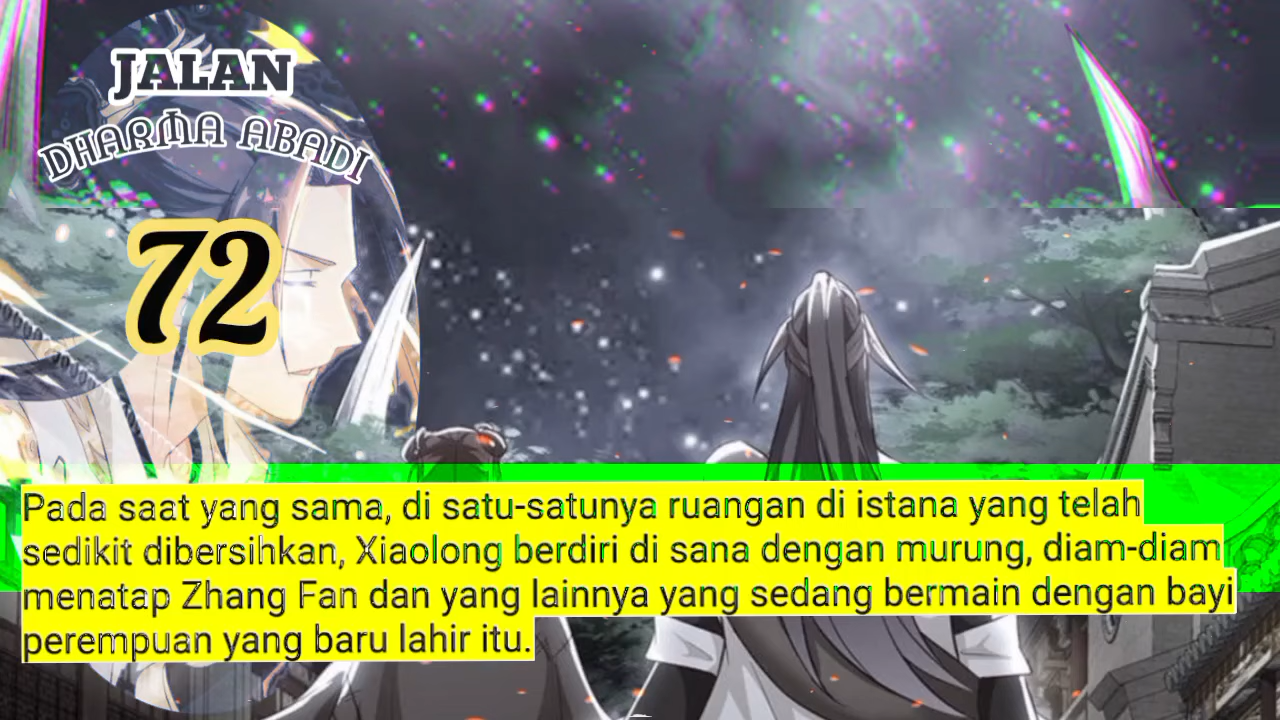 JALAN
DHARMA ABADI
72
Pada saat yang sama, di satu-satunya ruangan di istana yang telah
sedikit dibersihkan, Xiaolong berdiri di sana dengan murung, diam-diam
menatap Zhang Fan dan yang lainnya yang sedang bermain dengan bayi
perempuan yang baru lahir itu.